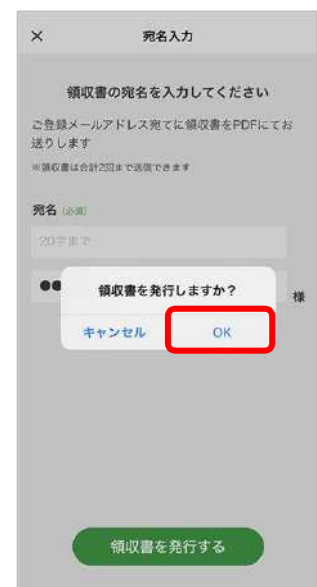 × 宛名入力
領収書の宛名を入力してください
ご登録メールアドレス宛てに領収書をPDFにてお
送りします
※領収書は合計2回まで送信できます
宛名 (必須)
20字まで
●●
様
領収書を発行しますか？
キャンセル OK
領収書を発行する